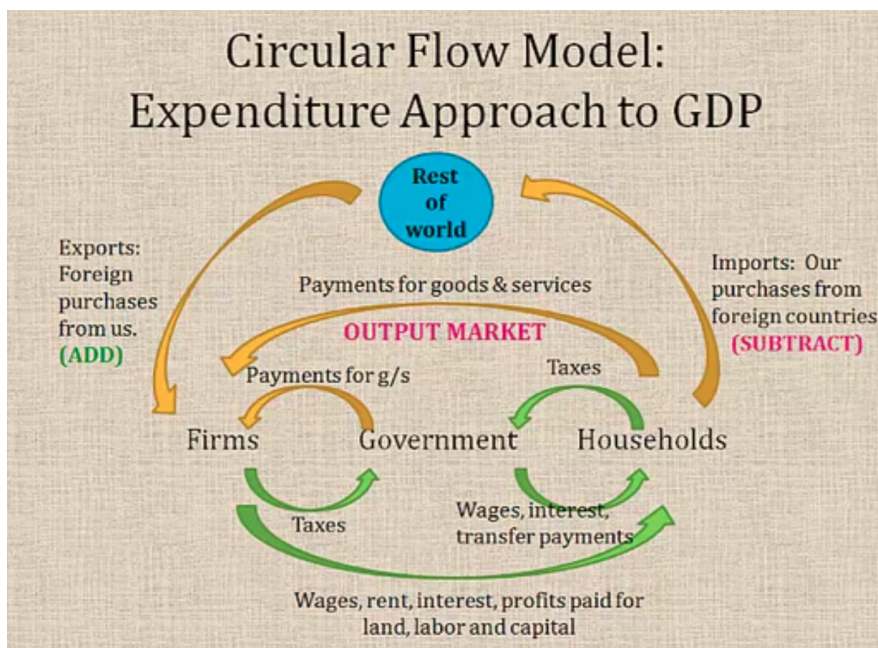 Circular Flow Model:
Expenditure Approach to GDP
Rest
of
world
Exports:
Foreign
purchases
from us.
(ADD)
Imports: Our
purchases from
foreign countries
(SUBTRACT)
Payments for goods & services
OUTPUT MARKET
Payments for g/s
Taxes
Firms
Government
Households
Taxes
Wages, interest,
transfer payments
Wages, rent, interest, profits paid for
land, labor and capital